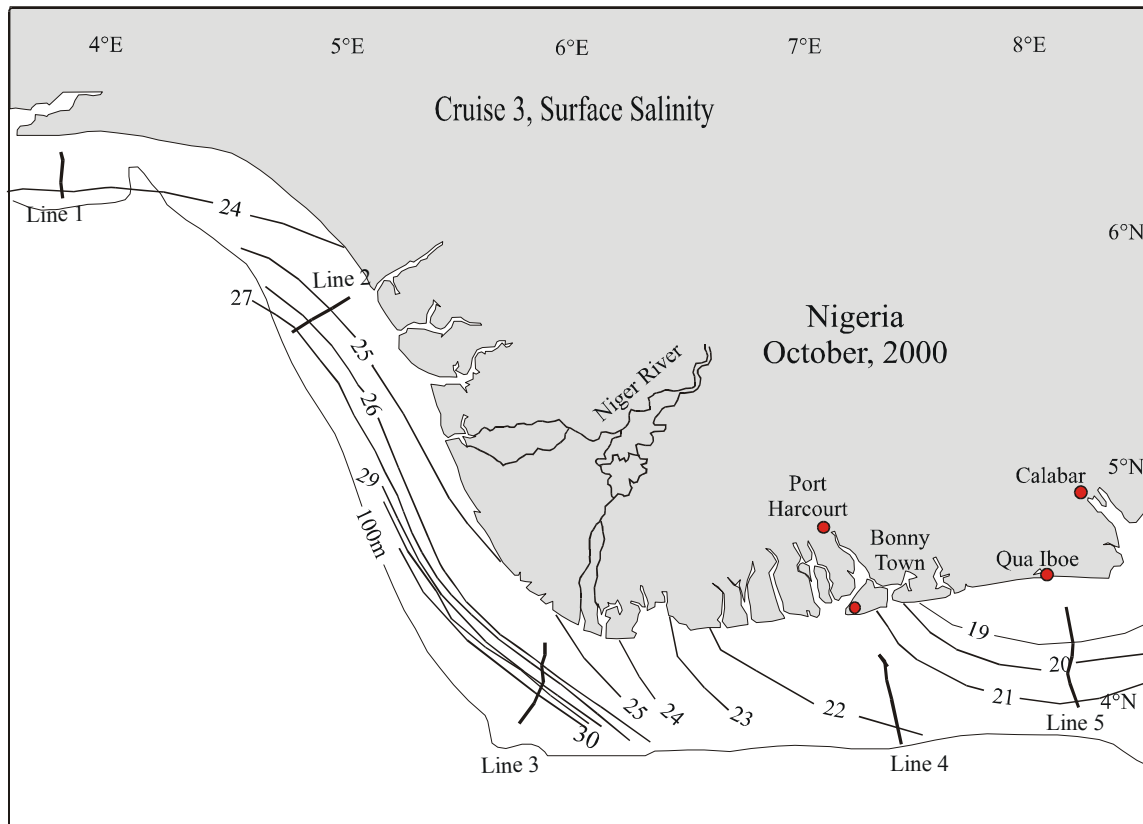 4°E
5°E
6°E
7°E
8°E
Cruise 3, Surface Salinity
24
Line 1
6°N
Line 2
27
Nigeria
October, 2000
25
26
Niger River
29
5°N
Calabar
Port
Harcourt
100m
Bonny
Town
Qua Iboe
19
20
21
4°N
25
24
23
22
30
Line 5
Line 3
Line 4